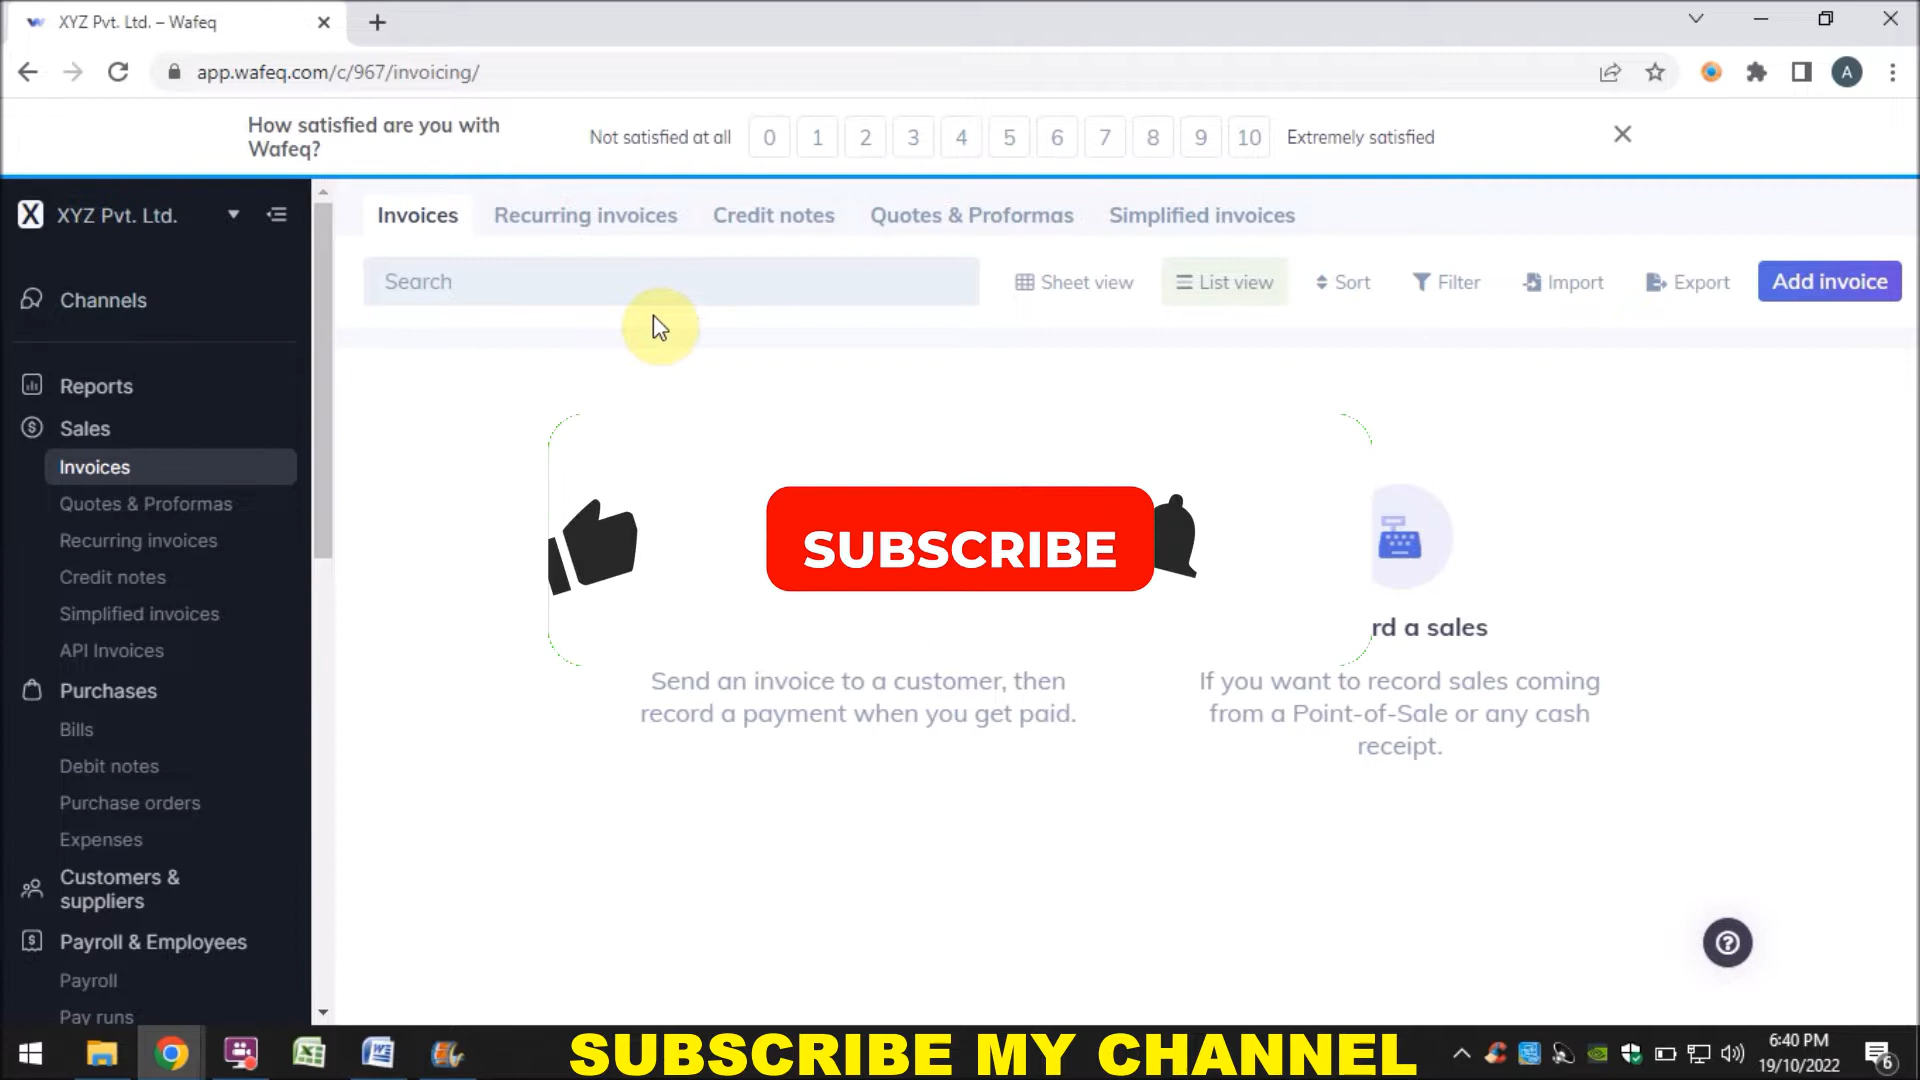 XYZ Pvt. Ltd. – Wafeq
app.wafeq.com/c/967/invoicing/
A
How satisfied are you with
Wafeq?
Not satisfied at all 0 1 2 3 4 5 6 7 8 9 10 Extremely satisfied
X XYZ Pvt. Ltd.
Channels
Reports
Sales
Invoices
Quotes & Proformas
Recurring invoices
Credit notes
Simplified invoices
API Invoices
Purchases
Bills
Debit notes
Purchase orders
Expenses
Customers &
suppliers
Payroll & Employees
Payroll
Pay runs
Invoices Recurring invoices Credit notes Quotes & Proformas Simplified invoices
Search Sheet view List view Sort Filter Import Export Add invoice
SUBSCRIBE
rd a sales
Send an invoice to a customer, then
record a payment when you get paid.
If you want to record sales coming
from a Point-of-Sale or any cash
receipt.
SUBSCRIBE MY CHANNEL
6:40 PM
19/10/2022
6